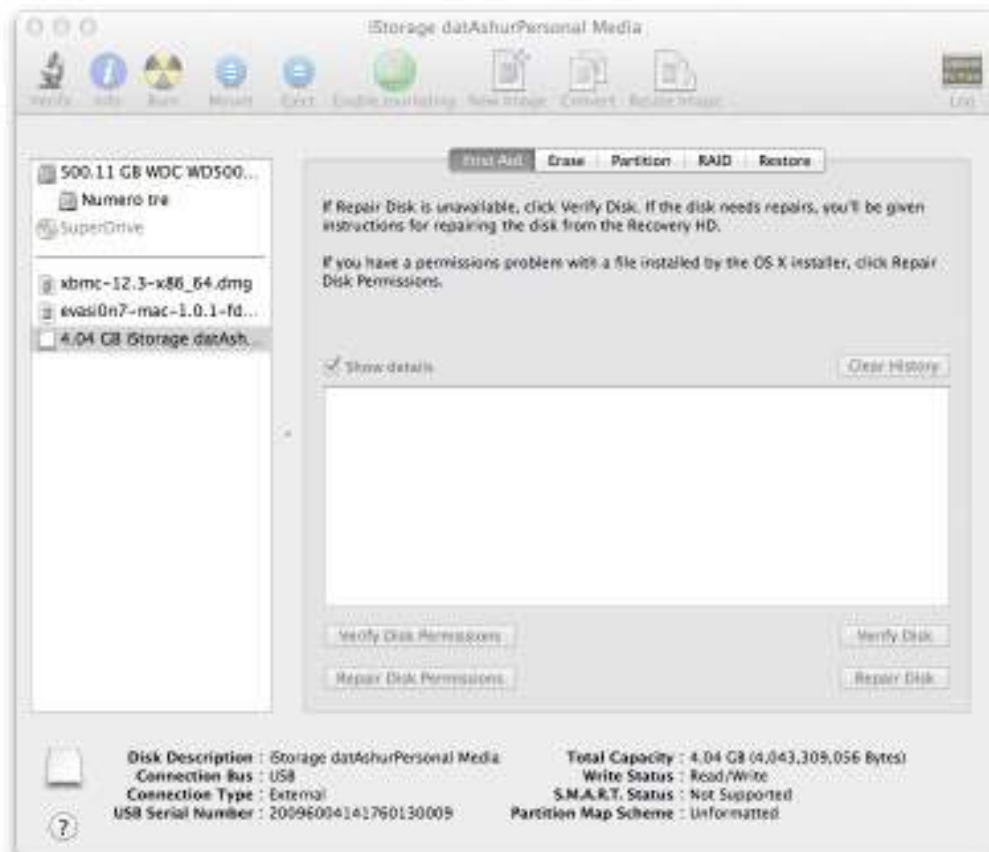 iStorage datAshurPersonal Media
Verify Info Burn Mount Eject Enable Journaling New Image Convert Resize Image Log
500.11 GB WDC WD500...
Numero tre
SuperDrive
xbmc-12.3-x86_64.dmg
evasi0n7-mac-1.0.1-fd...
4.04 GB iStorage datAsh...
First Aid Erase Partition RAID Restore
If Repair Disk is unavailable, click Verify Disk. If the disk needs repairs, you'll be given
instructions for repairing the disk from the Recovery HD.
If you have a permissions problem with a file installed by the OS X installer, click Repair
Disk Permissions.
Show details
Clear History
Verify Disk Permissions
Verify Disk
Repair Disk Permissions
Repair Disk
Disk Description : iStorage datAshurPersonal Media
Connection Bus : USB
Connection Type : External
USB Serial Number : 20096004141760130009
Total Capacity : 4.04 GB (4,043,309,056 Bytes)
Write Status : Read/Write
S.M.A.R.T. Status : Not Supported
Partition Map Scheme : Unformatted
?